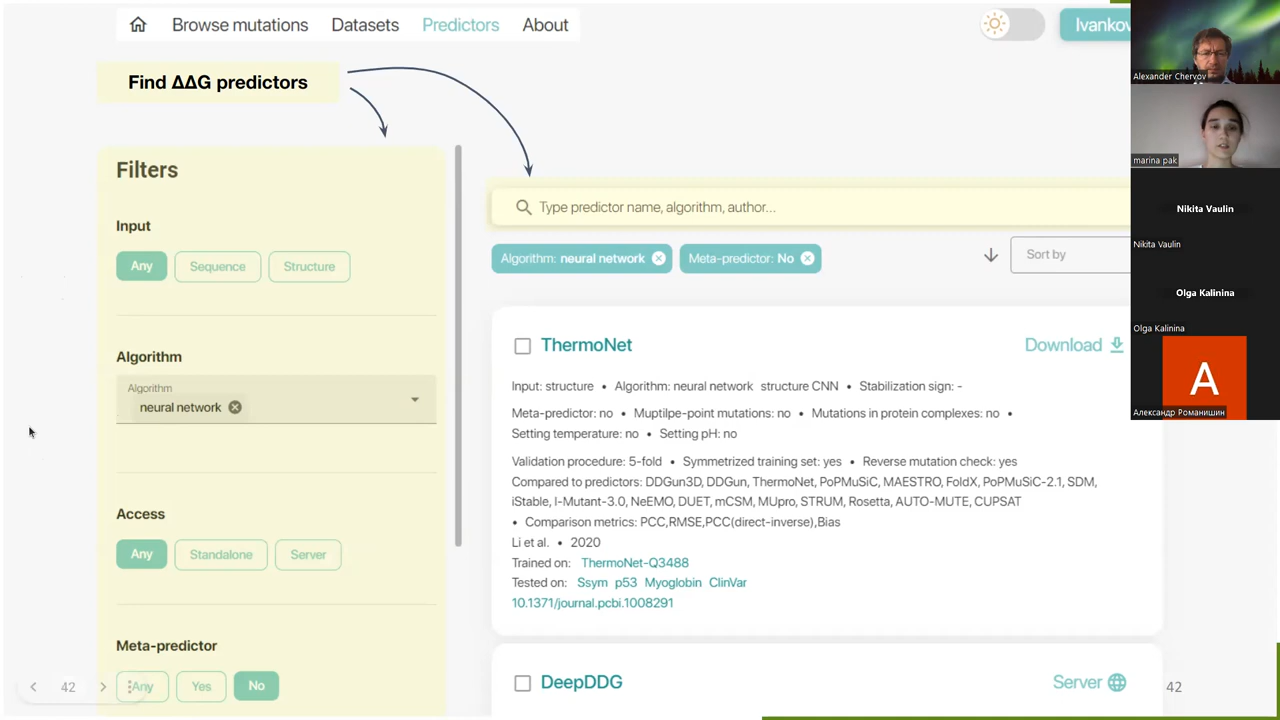 Browse mutations
Datasets
Predictors
About
Ivankov
Find ΔΔG predictors
Filters
Input
Any
Sequence
Structure
Algorithm
Algorithm
neural network
Access
Any
Standalone
Server
Meta-predictor
Any
Yes
No
42
Type predictor name, algorithm, author...
Algorithm: neural network
Meta-predictor: No
Sort by
ThermoNet
Download
Input: structure • Algorithm: neural network structure CNN • Stabilization sign: -
Meta-predictor: no • Muptilpe-point mutations: no • Mutations in protein complexes: no •
Setting temperature: no • Setting pH: no
Validation procedure: 5-fold • Symmetrized training set: yes • Reverse mutation check: yes
Compared to predictors: DDGun3D, DDGun, ThermoNet, PoPMuSiC, MAESTRO, FoldX, PoPMuSiC-2.1, SDM,
iStable, I-Mutant-3.0, NeEMO, DUET, mCSM, MUpro, STRUM, Rosetta, AUTO-MUTE, CUPSAT
• Comparison metrics: PCC,RMSE,PCC(direct-inverse),Bias
Li et al. • 2020
Trained on: ThermoNet-Q3488
Tested on: Ssym p53 Myoglobin ClinVar
10.1371/journal.pcbi.1008291
DeepDDG
Server
42
Alexander Chervov
marina pak
Nikita Vaulin
Nikita Vaulin
Olga Kalinina
Olga Kalinina
A
Александр Романишин